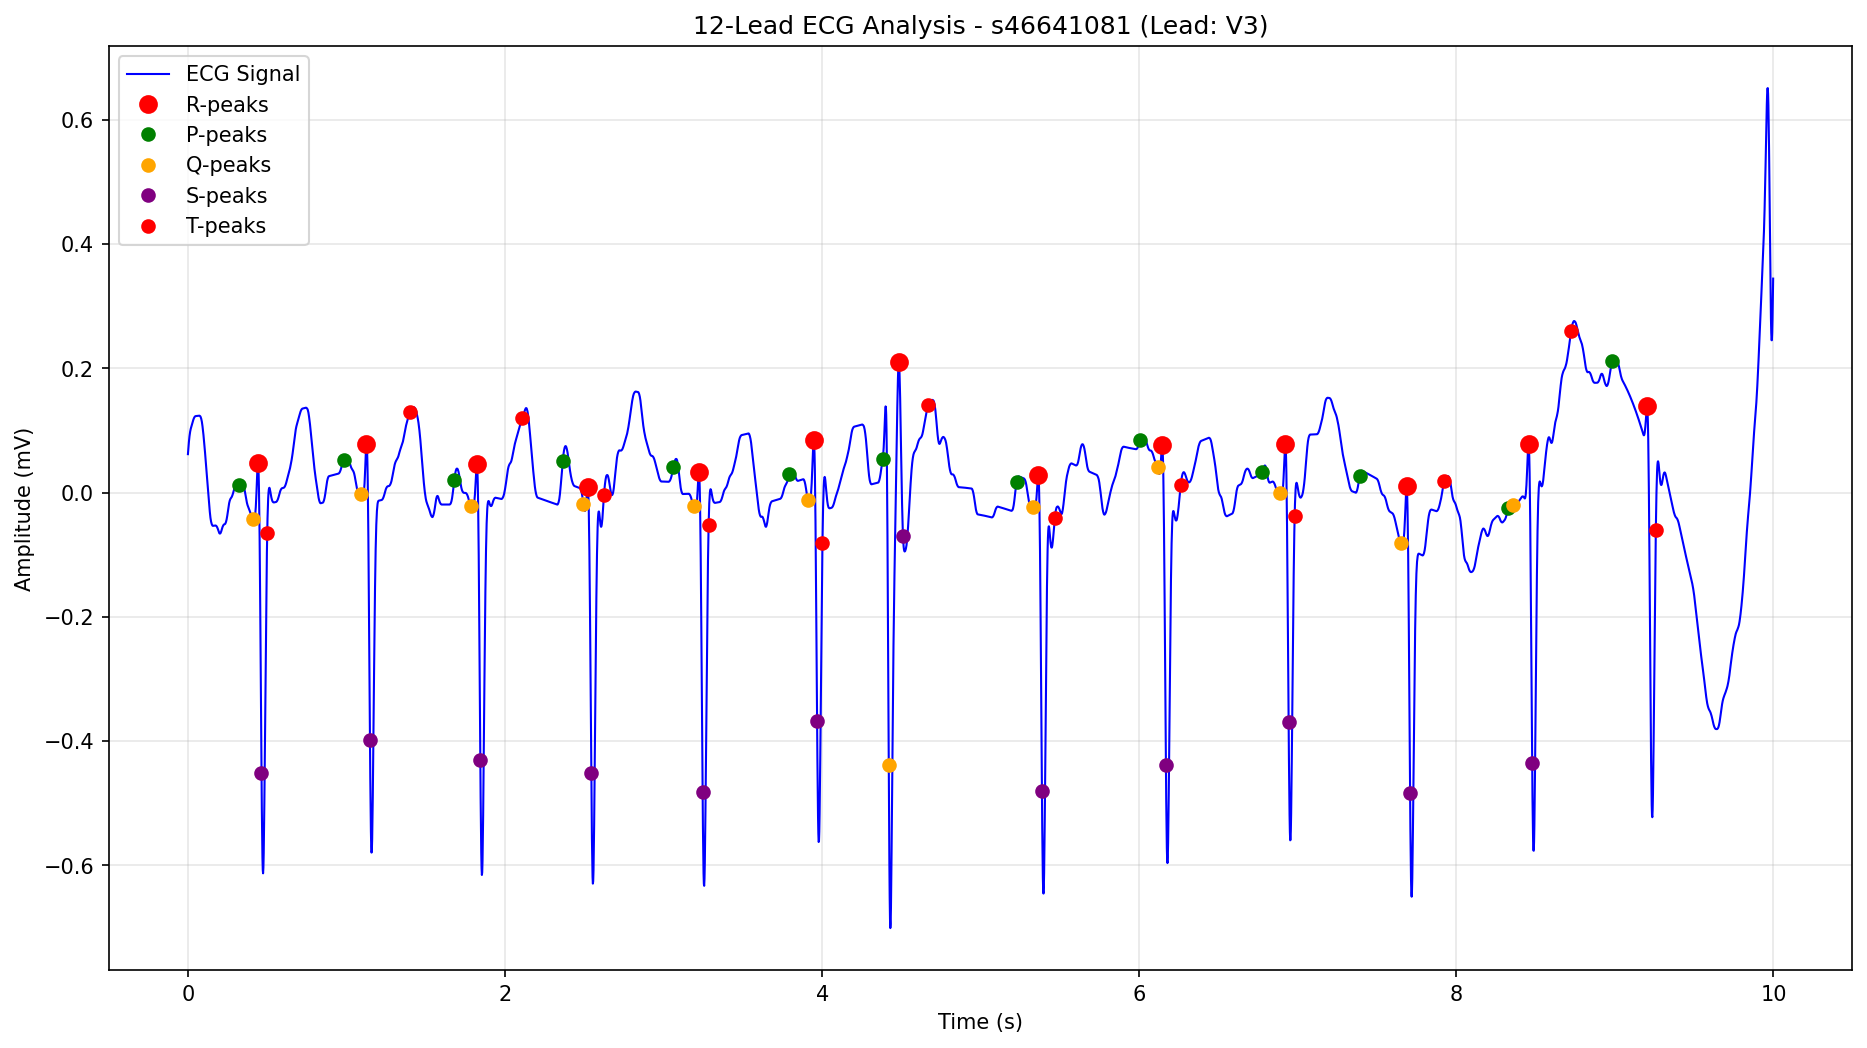 12-Lead ECG Analysis - s46641081 (Lead: V3)
ECG Signal
R-peaks
P-peaks
Q-peaks
S-peaks
T-peaks
Amplitude (mV)
0.6
0.4
0.2
0.0
−0.2
−0.4
−0.6
0 2 4 6 8 10
Time (s)